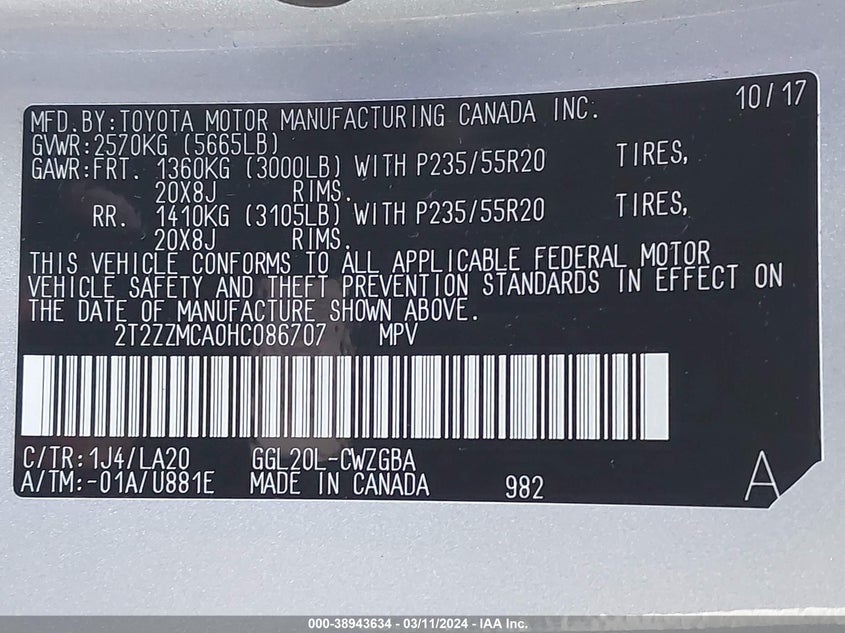 MFD.BY:TOYOTA MOTOR MANUFACTURING CANADA INC. 10/17
GVWR:2570KG (5665LB)
GAWR:FRT. 1360KG (3000LB) WITH P235/55R20 TIRES,
20X8J RIMS.
RR. 1410KG (3105LB) WITH P235/55R20 TIRES,
20X8J RIMS.
THIS VEHICLE CONFORMS TO ALL APPLICABLE FEDERAL MOTOR
VEHICLE SAFETY AND THEFT PREVENTION STANDARDS IN EFFECT ON
THE DATE OF MANUFACTURE SHOWN ABOVE.
2T2ZZMCA0HC086707 MPV
C/TR:1J4/LA20 GGL20L-CWZGBA
A/TM:-01A/U881E MADE IN CANADA 982 A
000-38943634 - 03/11/2024 - IAA Inc.